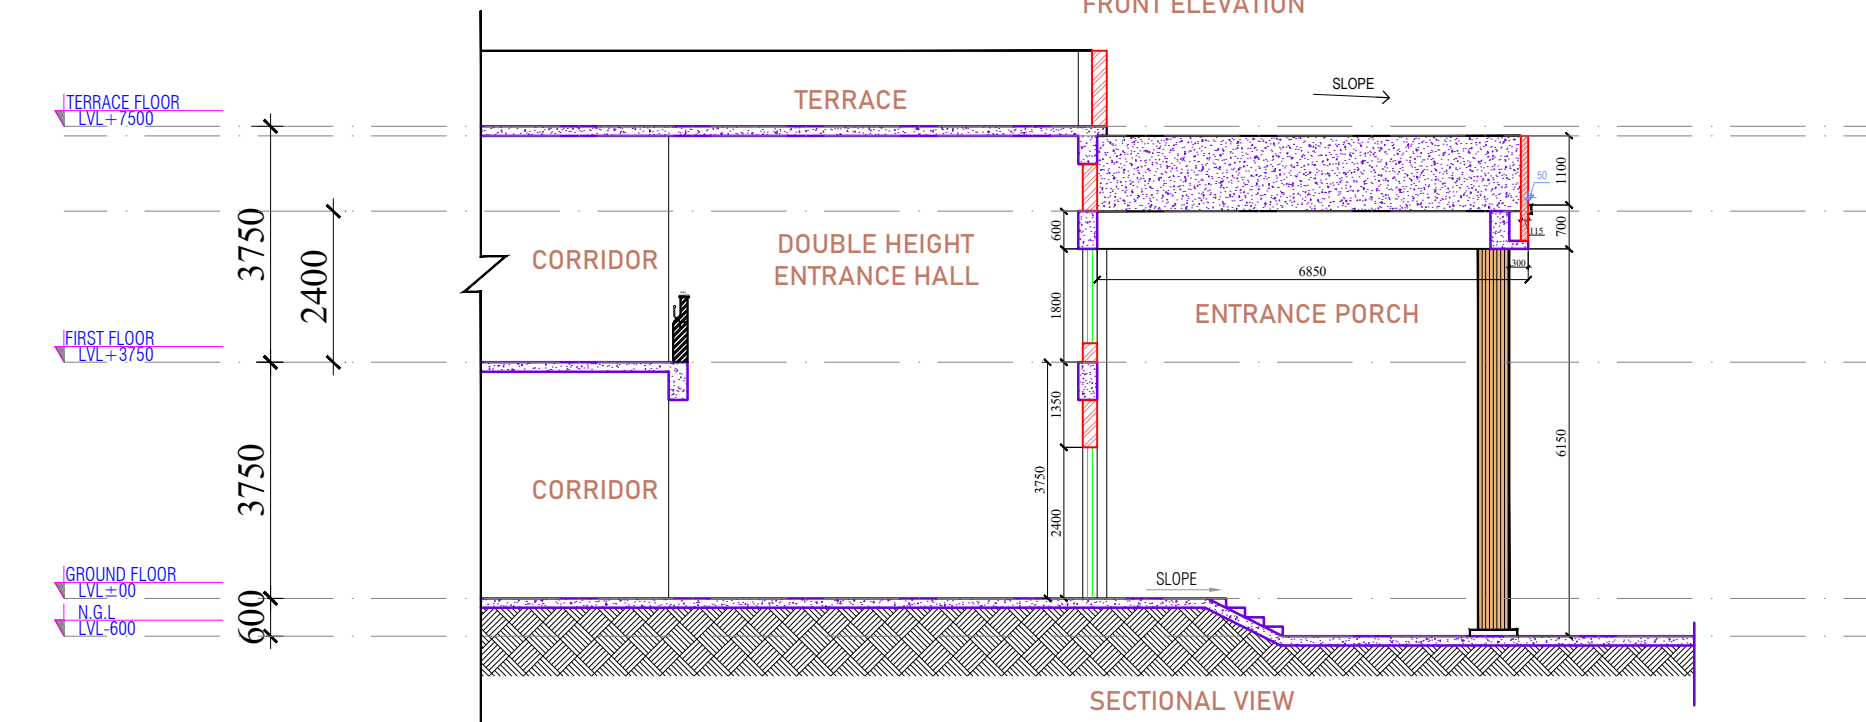 FRONT ELEVATION
SLOPE
TERRACE FLOOR
LVL+7500
TERRACE
1100
50
3750
2400
600
700
115
CORRIDOR
DOUBLE HEIGHT
ENTRANCE HALL
300
6850
1800
ENTRANCE PORCH
FIRST FLOOR
LVL+3750
1350
6150
3750
3750
CORRIDOR
2400
SLOPE
GROUND FLOOR
LVL±00
600
N.G.L
LVL-600
SECTIONAL VIEW